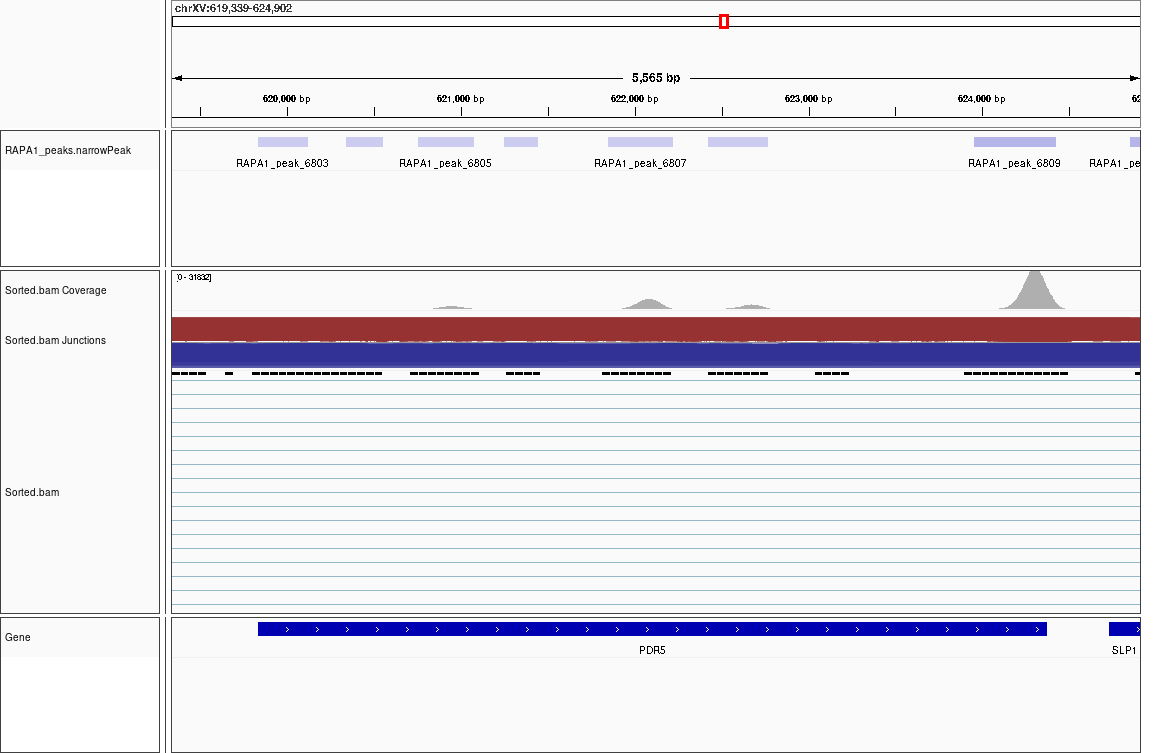 chrXV:619,339-624,902
5,565 bp
620,000 bp 621,000 bp 622,000 bp 623,000 bp 624,000 bp 62
RAPA1_peaks.narrowPeak
RAPA1_peak_6803 RAPA1_peak_6805 RAPA1_peak_6807 RAPA1_peak_6809 RAPA1_pe
[0 - 31832]
Sorted.bam Coverage
Sorted.bam Junctions
Sorted.bam
Gene
PDR5 SLP1